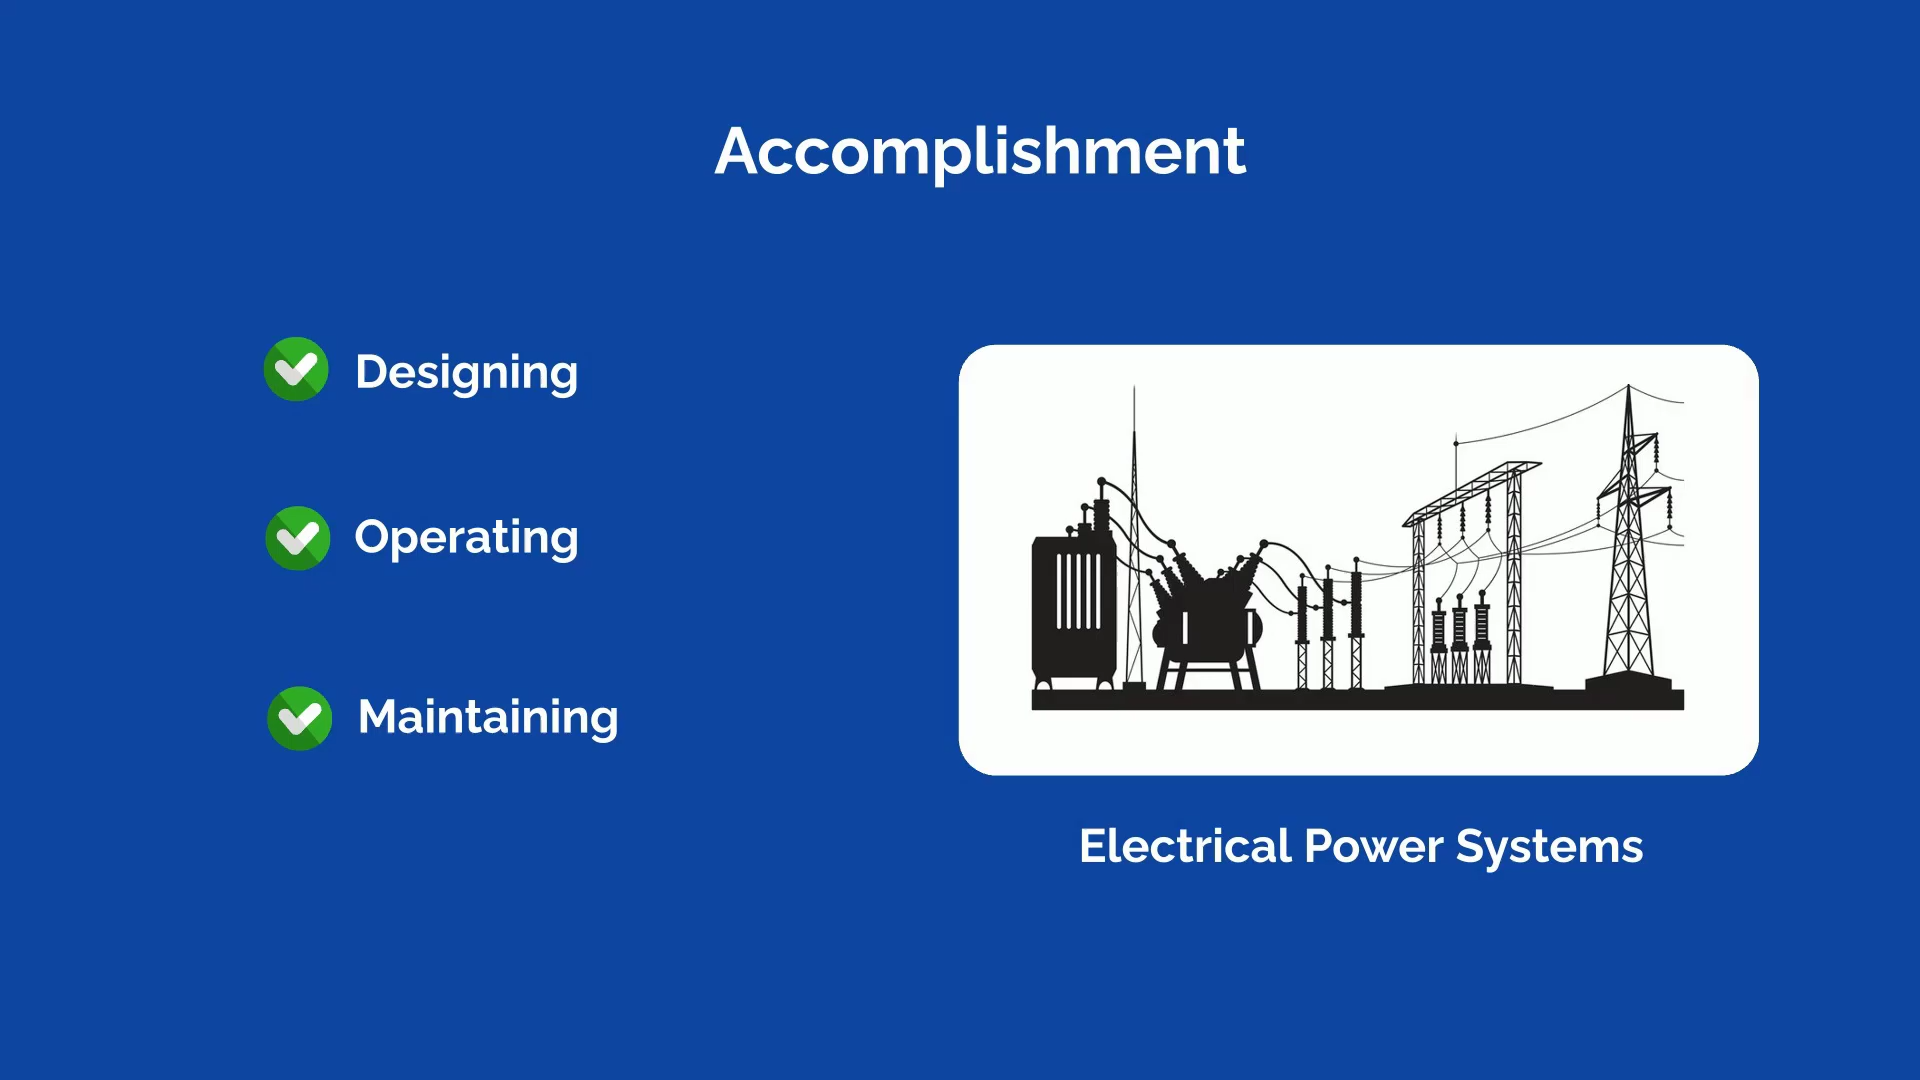 Accomplishment
Designing
Operating
Maintaining
Electrical Power Systems